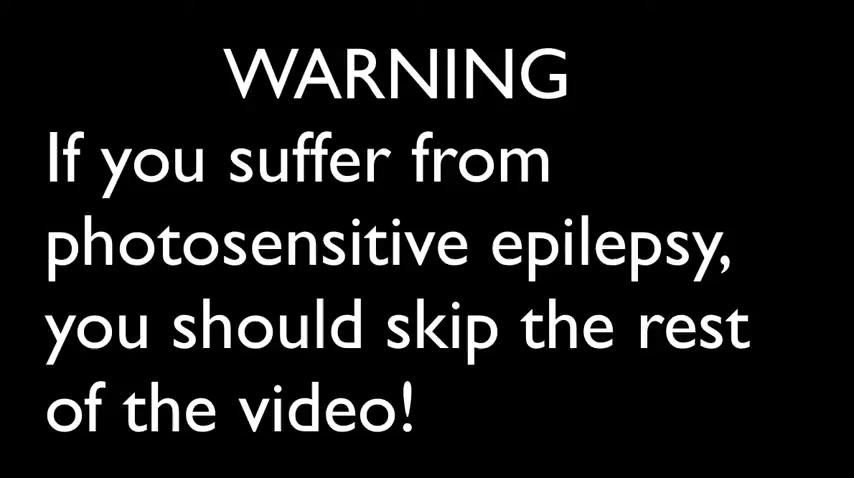 WARNING
If you suffer from
photosensitive epilepsy,
you should skip the rest
of the video!